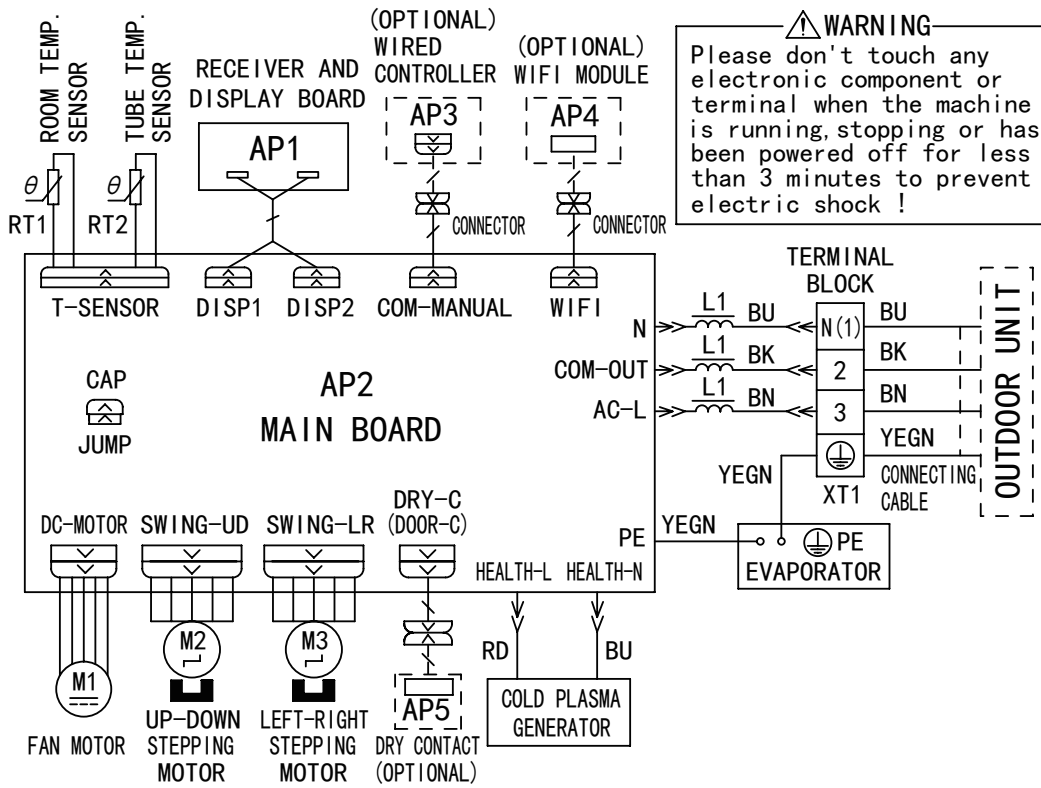 ROOM TEMP.
SENSOR
TUBE TEMP.
SENSOR
θ
RT1
θ
RT2
RECEIVER AND
DISPLAY BOARD
AP1
(OPTIONAL)
WIRED
CONTROLLER
AP3
CONNECTOR
(OPTIONAL)
WIFI MODULE
AP4
CONNECTOR
WARNING
Please don't touch any
electronic component or
terminal when the machine
is running, stopping or has
been powered off for less
than 3 minutes to prevent
electric shock !
T-SENSOR
DISP1
DISP2
COM-MANUAL
WIFI
CAP
JUMP
AP2
MAIN BOARD
N
COM-OUT
AC-L
L1
BU
L1
BK
L1
BN
TERMINAL
BLOCK
N(1)
2
3
XT1
BU
BK
BN
YEGN
CONNECTING
CABLE
OUTDOOR UNIT
YEGN
PE
YEGN
PE
EVAPORATOR
DC-MOTOR
SWING-UD
SWING-LR
DRY-C
(DOOR-C)
HEALTH-L
HEALTH-N
M1
FAN MOTOR
M2
UP-DOWN
STEPPING
MOTOR
M3
LEFT-RIGHT
STEPPING
MOTOR
AP5
DRY CONTACT
(OPTIONAL)
RD
BU
COLD PLASMA
GENERATOR